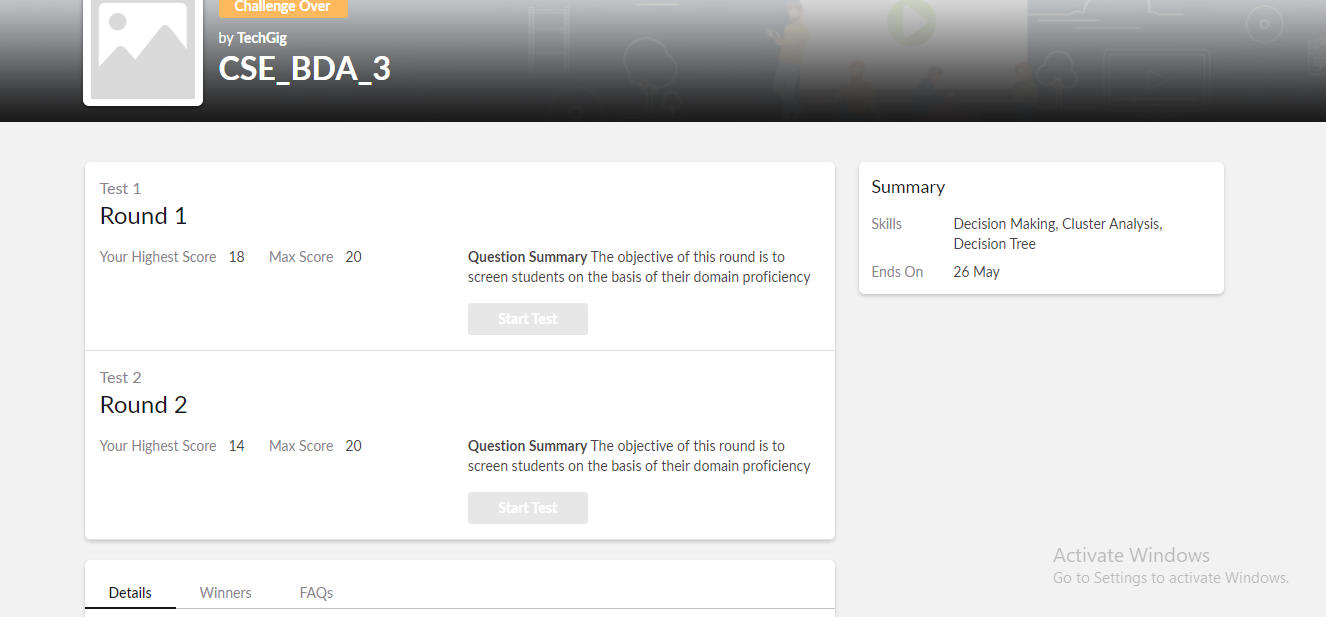 Challenge Over
by TechGig
CSE_BDA_3
Test 1
Round 1
Your Highest Score 18 Max Score 20
Question Summary The objective of this round is to
screen students on the basis of their domain proficiency
Start Test
Test 2
Round 2
Your Highest Score 14 Max Score 20
Question Summary The objective of this round is to
screen students on the basis of their domain proficiency
Start Test
Details Winners FAQs
Summary
Skills Decision Making, Cluster Analysis,
Decision Tree
Ends On 26 May
Activate Windows
Go to Settings to activate Windows.